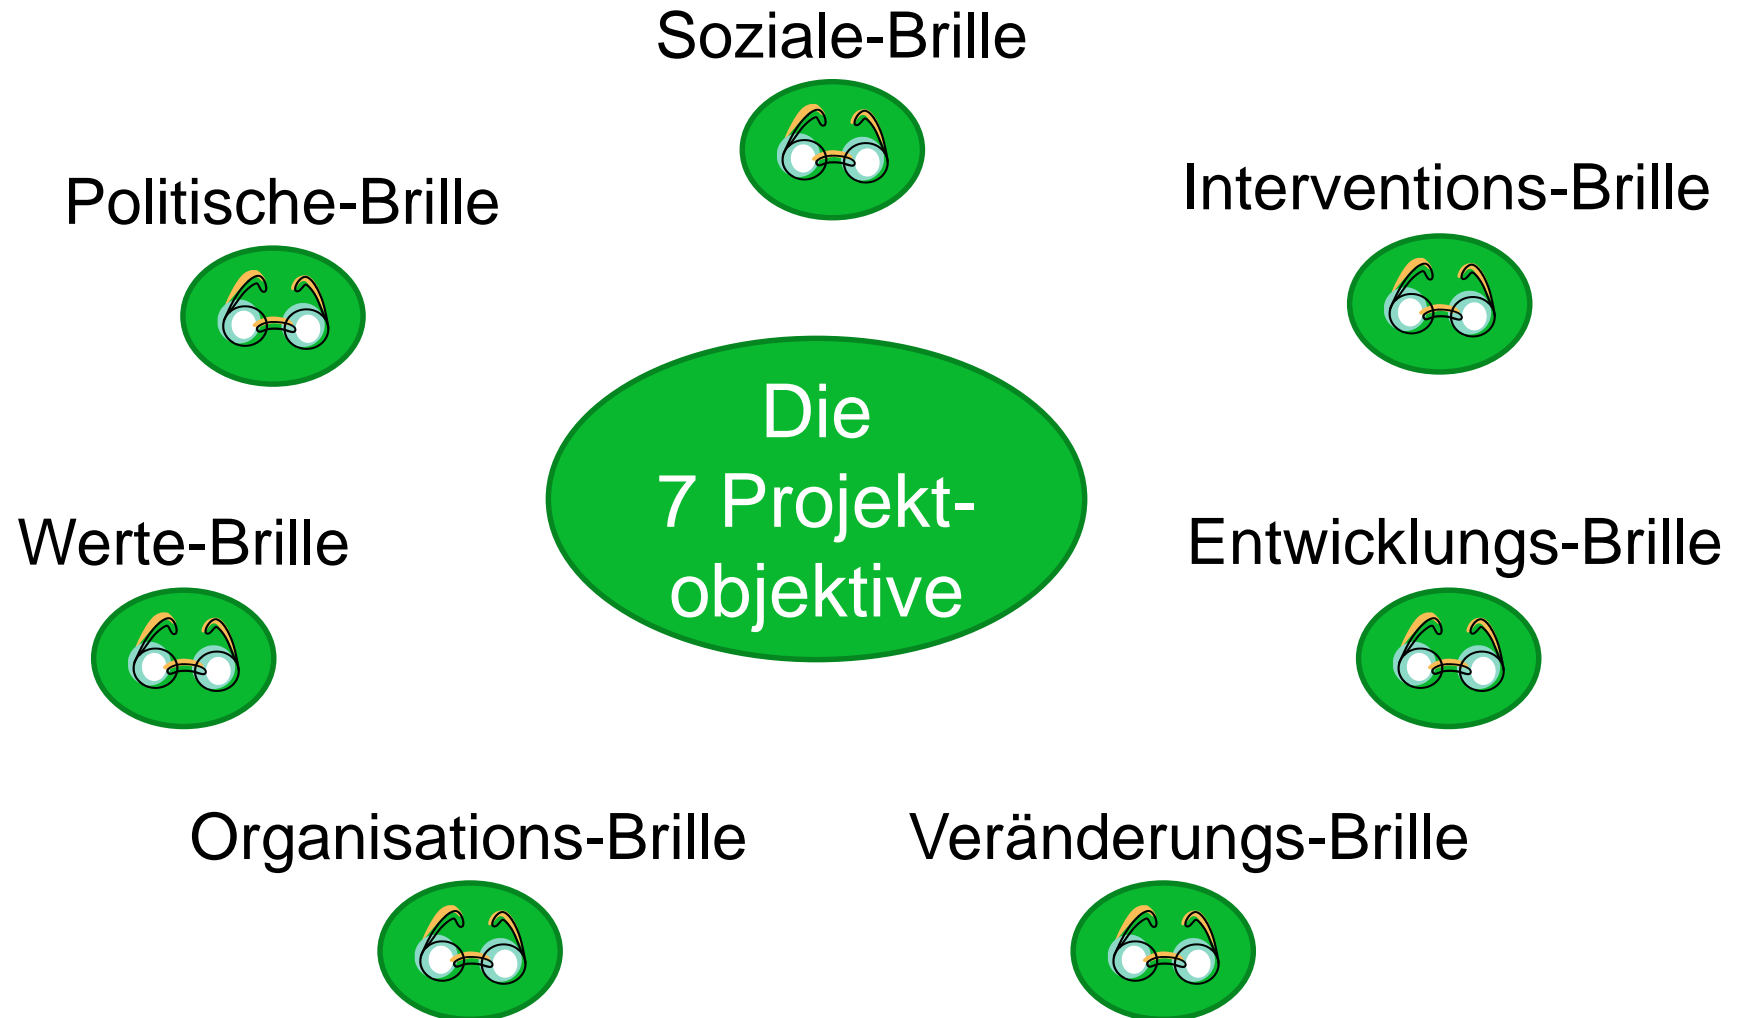 Soziale-Brille
Politische-Brille
Interventions-Brille
Die
7 Projekt-
objektive
Werte-Brille
Entwicklungs-Brille
Organisations-Brille
Veränderungs-Brille